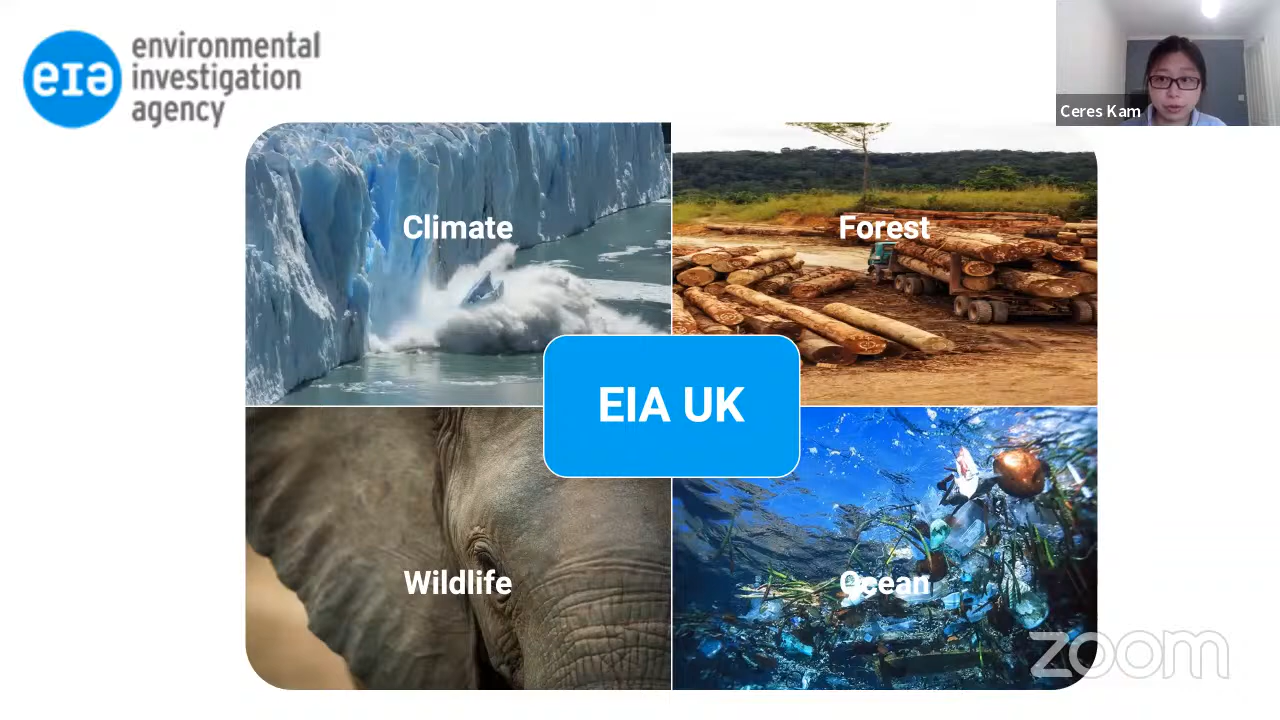 eia
environmental
investigation
agency
Ceres Kam
Climate
Forest
EIA UK
Wildlife
Ocean
zoom